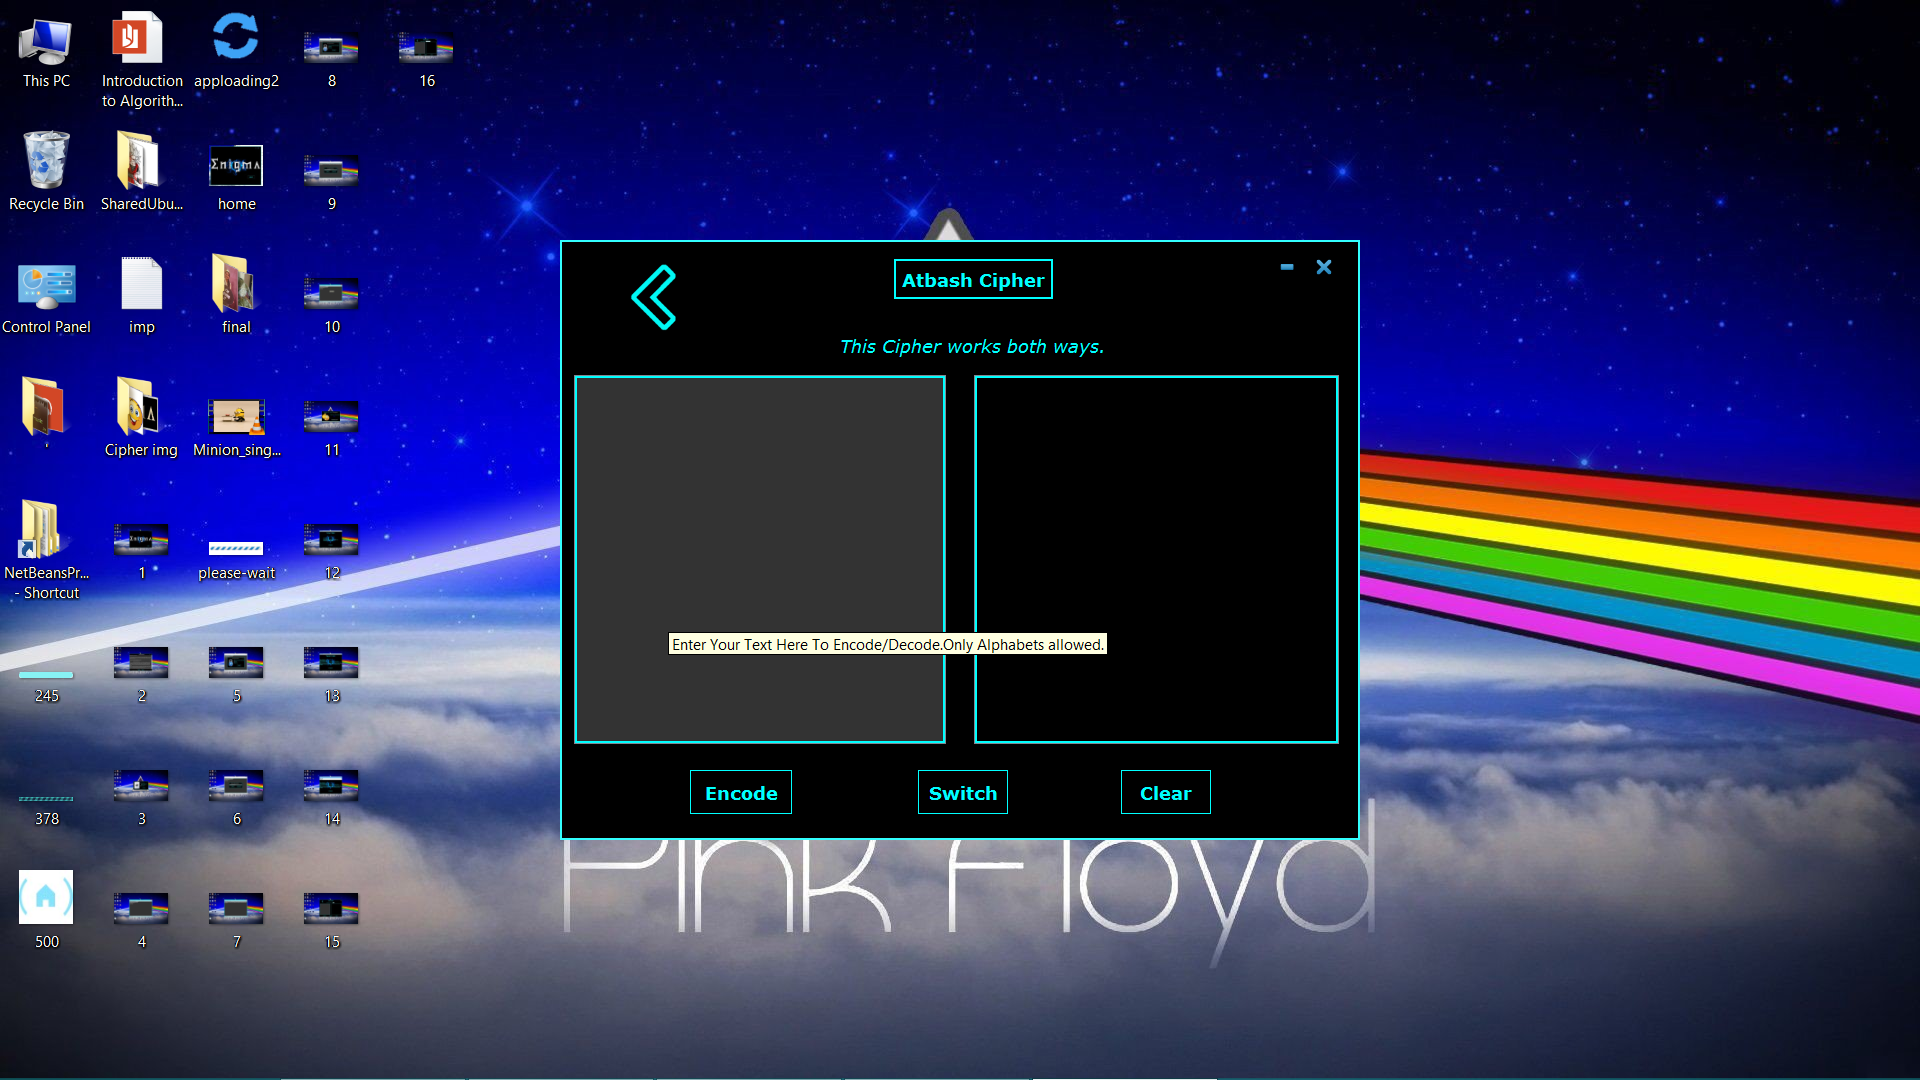 This PC
Introduction
to Algorith...
apploading2
8
16
Recycle Bin
SharedUbu...
Enigma
home
9
Control Panel
imp
final
10
'
Cipher img
Minion_sing...
11
NetBeansPr...
- Shortcut
1
please-wait
12
245
2
5
13
378
3
6
14
500
4
7
15
Atbash Cipher
This Cipher works both ways.
Enter Your Text Here To Encode/Decode.Only Alphabets allowed.
Encode
Switch
Clear
Pink Floyd